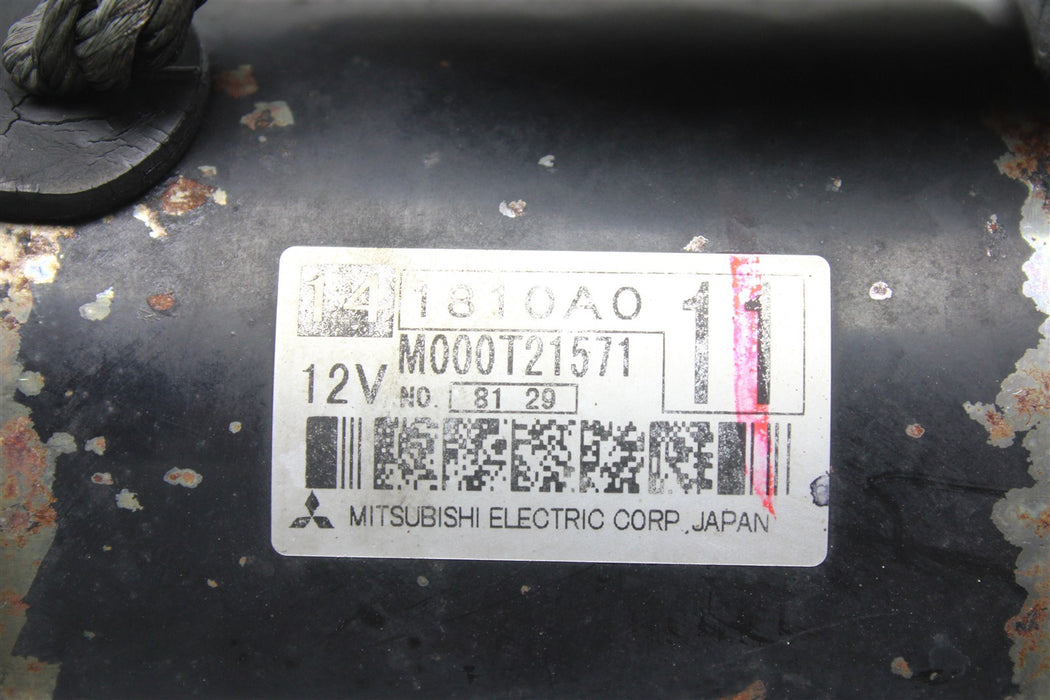 14 1810A0 11
M000T21571
12V NO. 81 29
MITSUBISHI ELECTRIC CORP. JAPAN